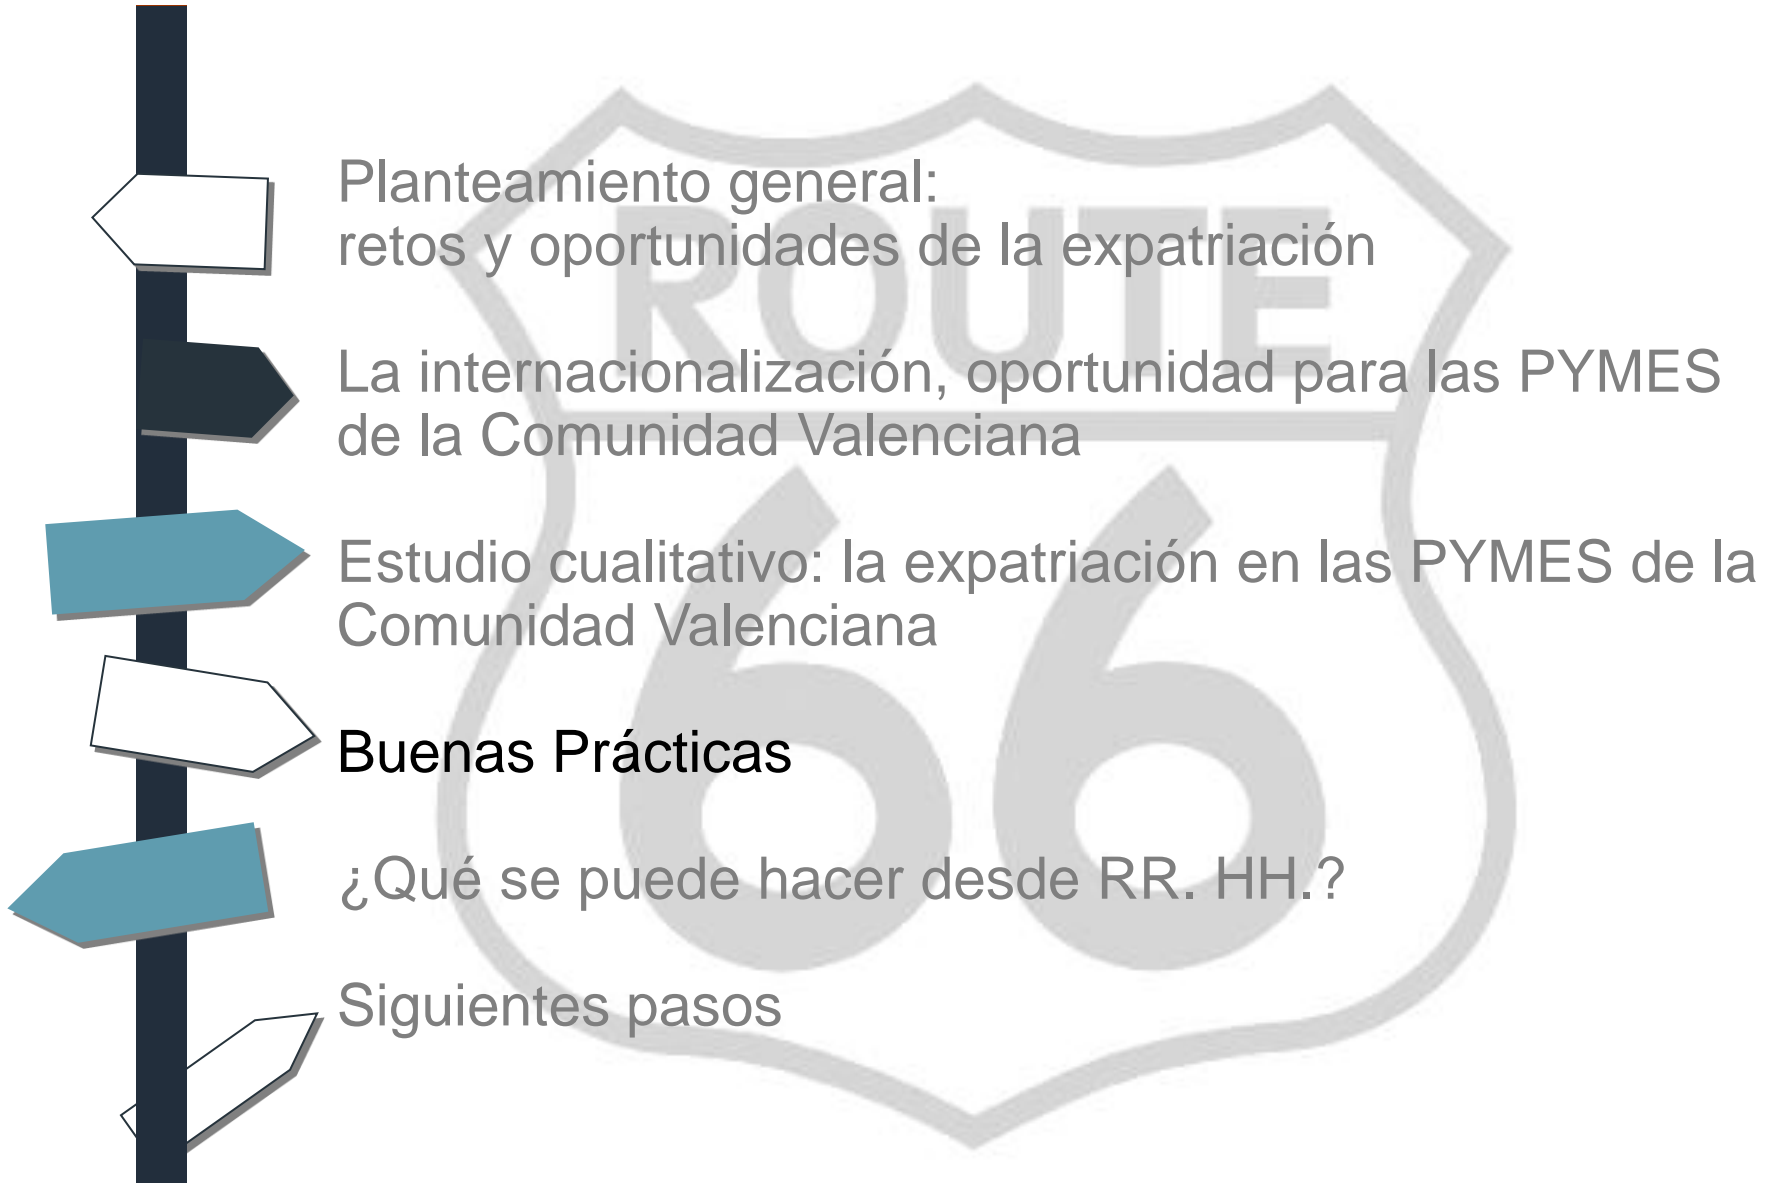 Planteamiento general:
retos y oportunidades de la expatriación
La internacionalización, oportunidad para las PYMES
de la Comunidad Valenciana
Estudio cualitativo: la expatriación en las PYMES de la
Comunidad Valenciana
Buenas Prácticas
¿Qué se puede hacer desde RR. HH.?
Siguientes pasos
ROUTE
66